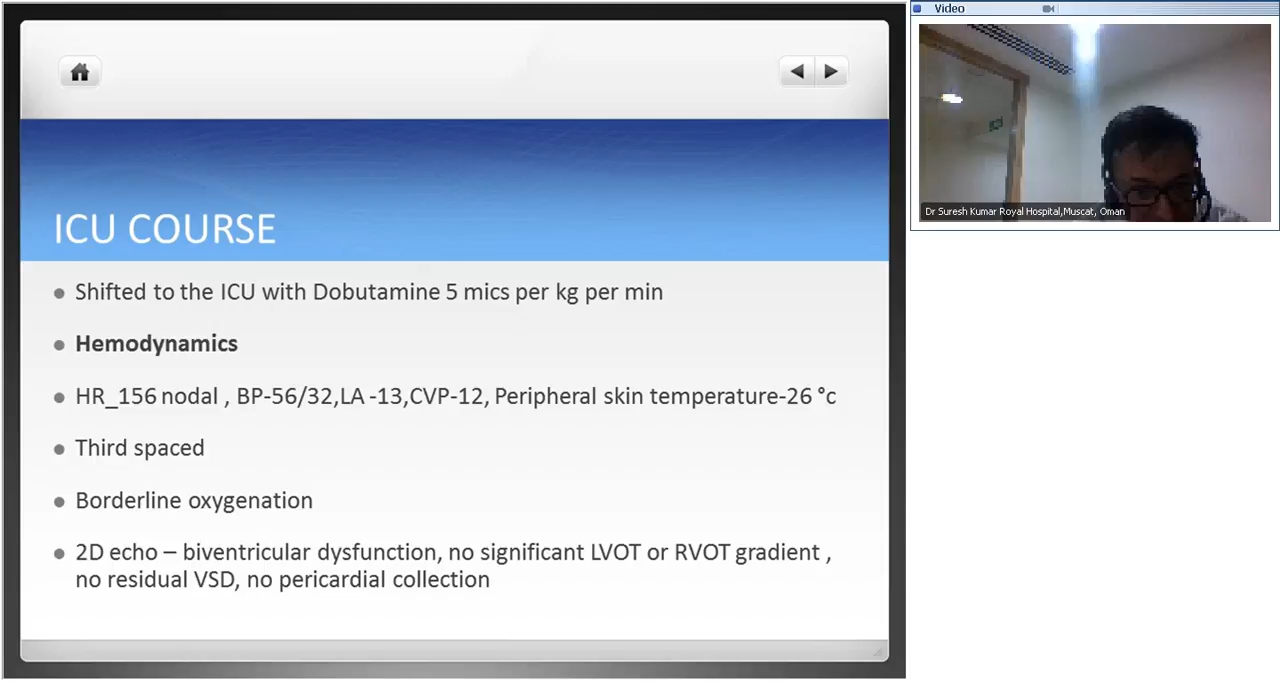 Video
Dr Suresh Kumar Royal Hospital,Muscat, Oman
ICU COURSE
Shifted to the ICU with Dobutamine 5 mics per kg per min
Hemodynamics
HR_156 nodal , BP-56/32,LA -13,CVP-12, Peripheral skin temperature-26 °c
Third spaced
Borderline oxygenation
2D echo – biventricular dysfunction, no significant LVOT or RVOT gradient ,
no residual VSD, no pericardial collection